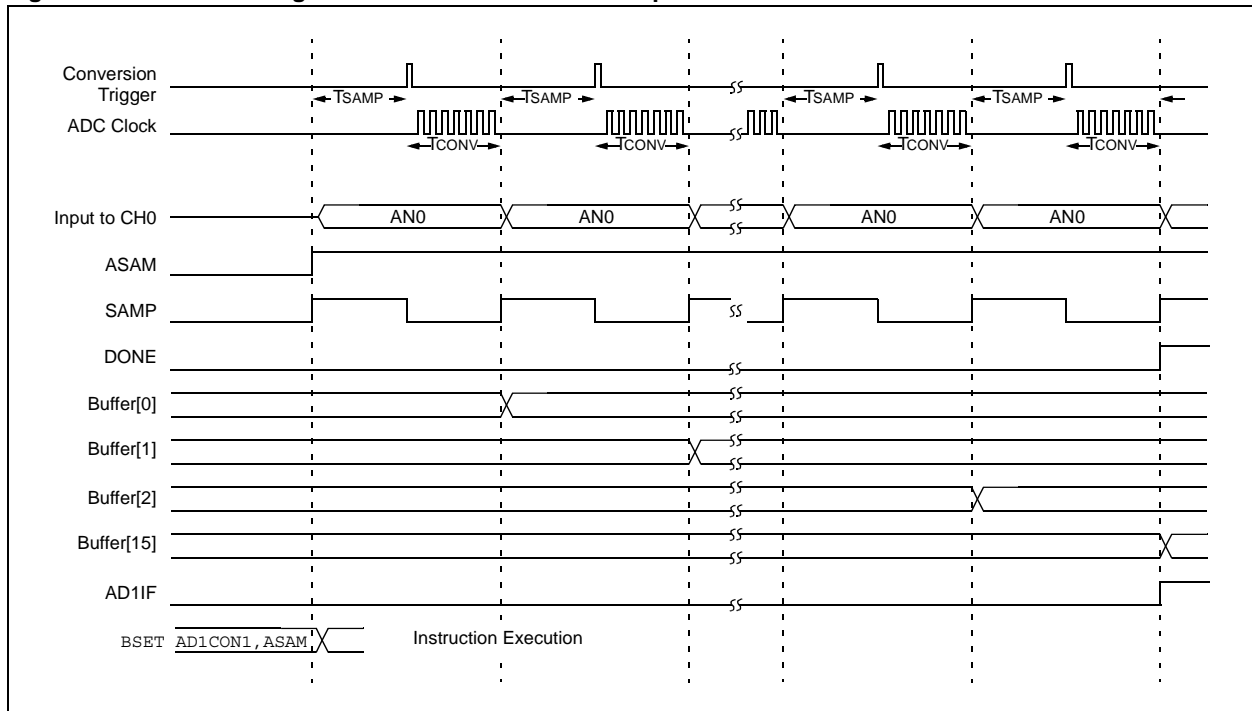 Conversion
Trigger
TSAMP TSAMP TSAMP TSAMP
ADC Clock
TCONV TCONV TCONV TCONV
Input to CH0 AN0 AN0 AN0 AN0
ASAM
SAMP
DONE
Buffer[0]
Buffer[1]
Buffer[2]
Buffer[15]
AD1IF
BSET AD1CON1,ASAM Instruction Execution